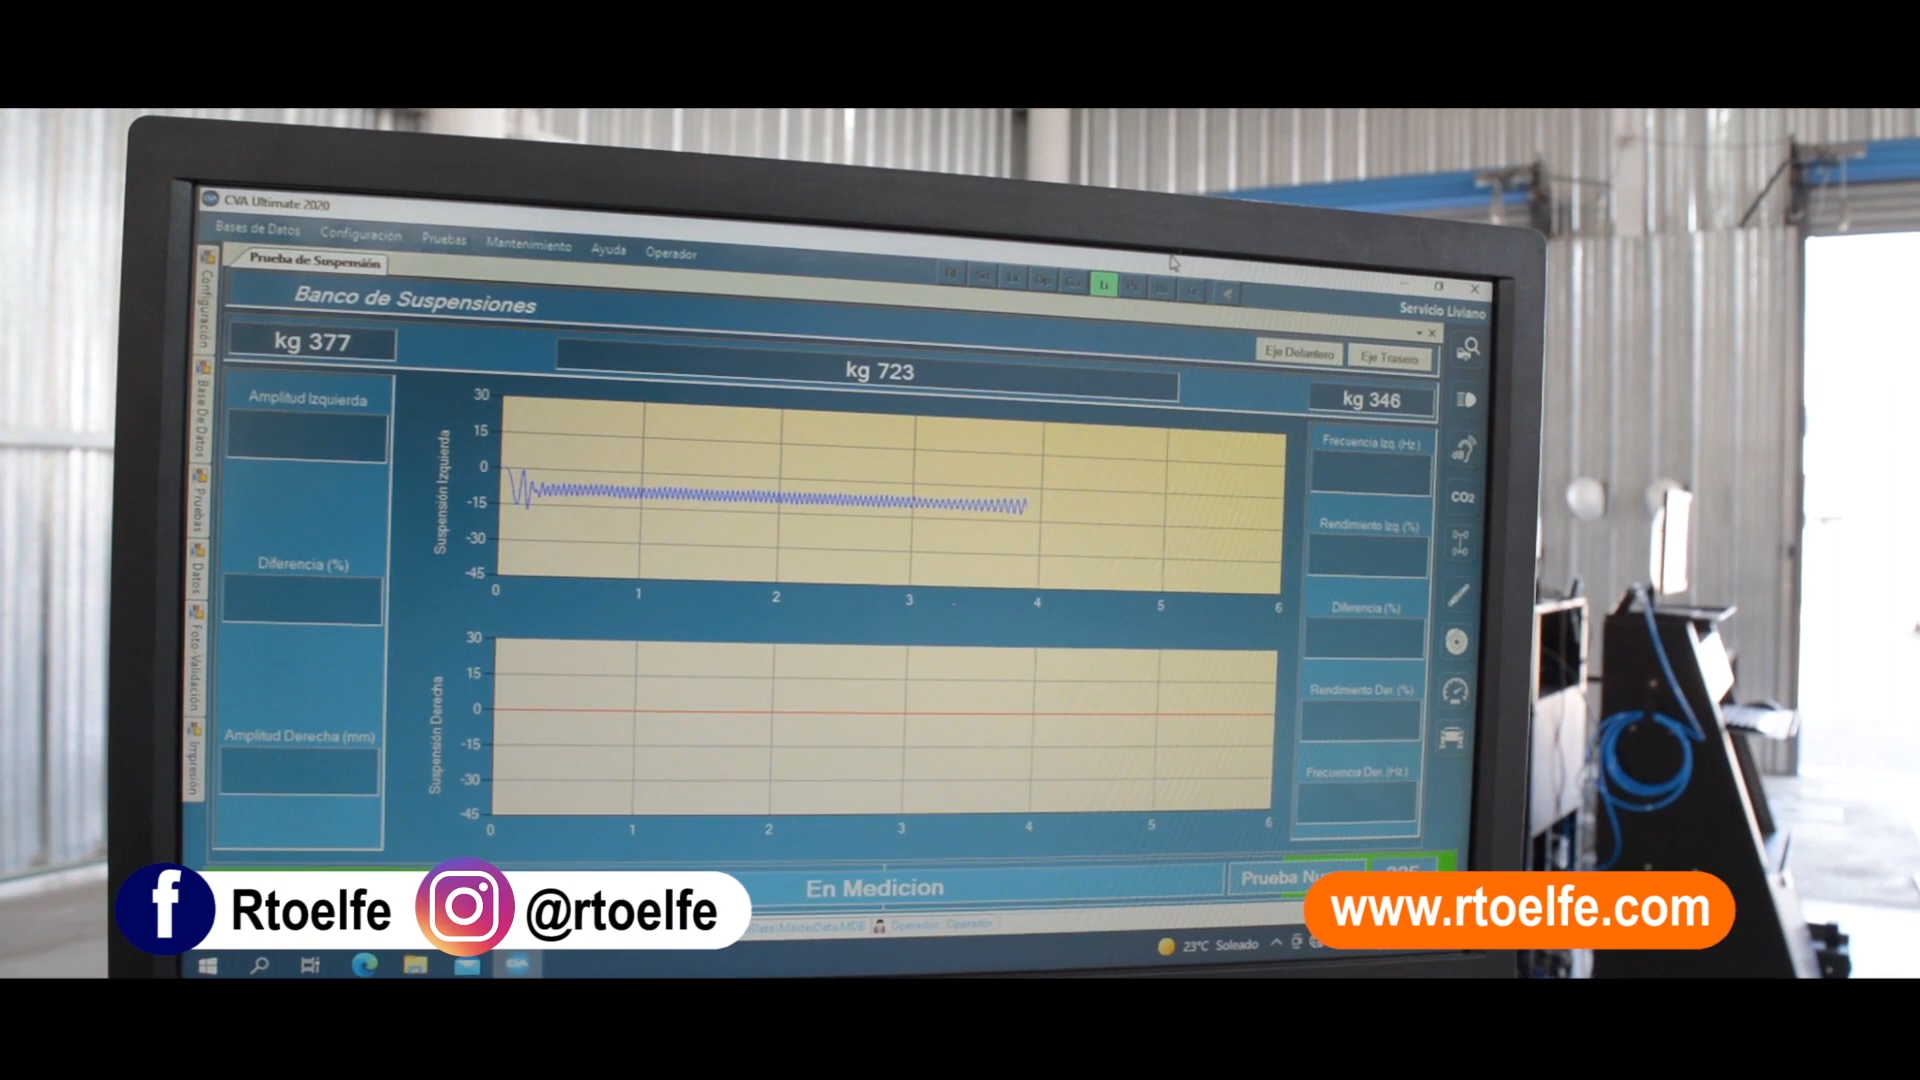 CVA Ultimate 2020
Bases de Datos Configuración Pruebas Mantenimiento Ayuda Operador
Prueba de Suspensión
Banco de Suspensiones
Servicio Liviano
kg 377
kg 723
Eje Delantero Eje Trasero
kg 346
Configuración
Base De Datos
Pruebas
Datos
Foto Validación
Impresión
Amplitud Izquierda
Diferencia (%)
Amplitud Derecha (mm)
Suspensión Izquierda
30
15
0
-15
-30
-45
0 1 2 3 4 5 6
Suspensión Derecha
30
15
0
-15
-30
-45
0 1 2 3 4 5 6
Frecuencia Izq. (Hz.)
Rendimiento Izq. (%)
Diferencia (%)
Rendimiento Der. (%)
Frecuencia Der. (Hz.)
dB
CO2
En Medicion
Prueba
Operador: Operador
23°C Soleado
Rtoelfe
@rtoelfe
www.rtoelfe.com